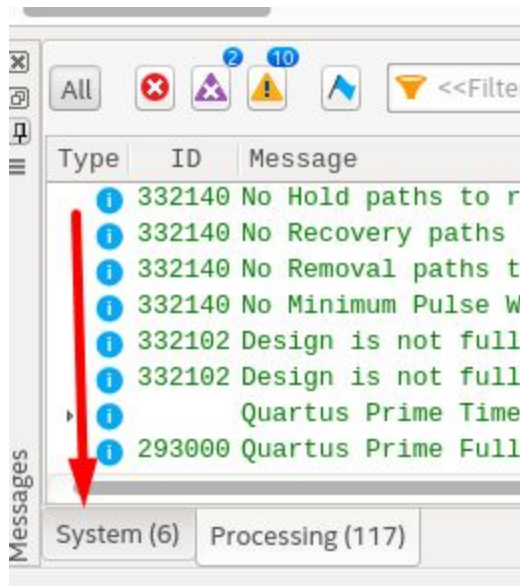 2 10
All <<Filte
Type ID Message
332140 No Hold paths to r
332140 No Recovery paths
332140 No Removal paths t
332140 No Minimum Pulse W
332102 Design is not full
332102 Design is not full
Quartus Prime Time
293000 Quartus Prime Full
Messages
System (6) Processing (117)